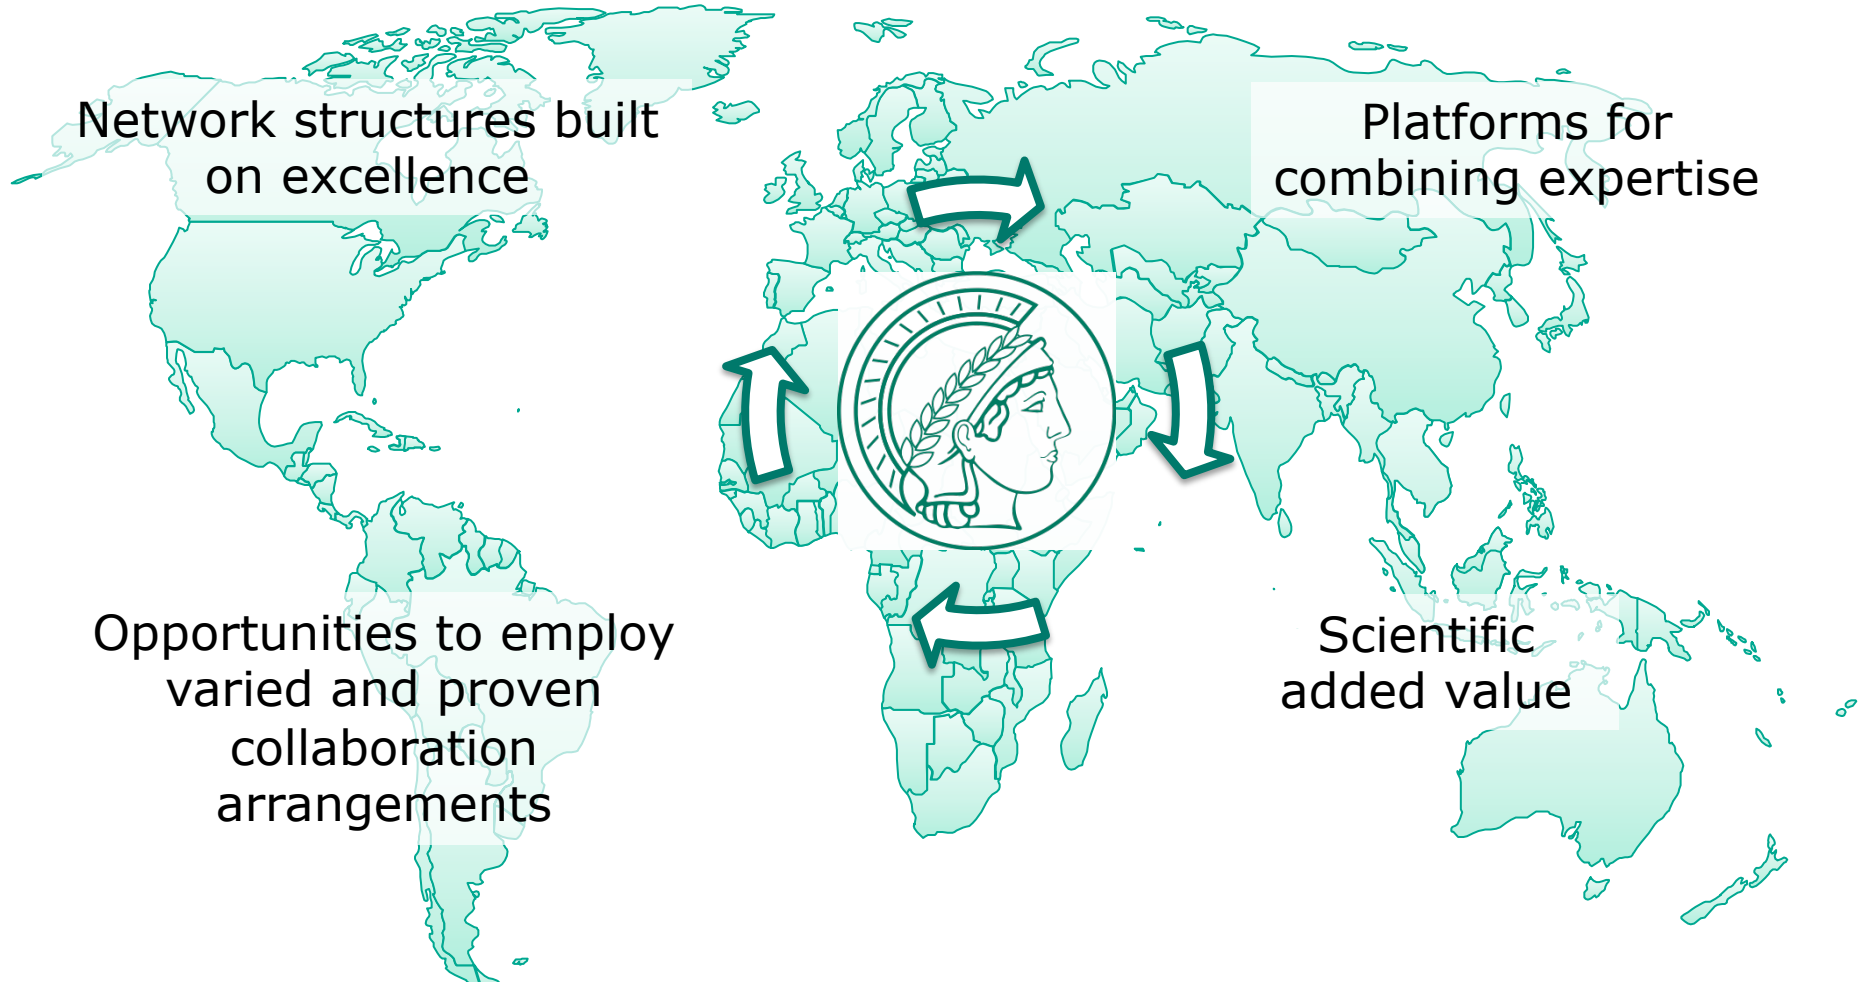 Network structures built
on excellence
Platforms for
combining expertise
Opportunities to employ
varied and proven
collaboration
arrangements
Scientific
added value